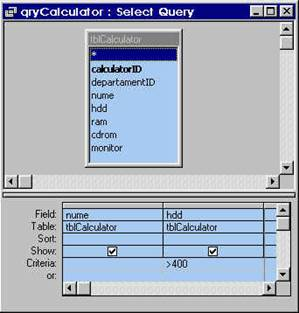 qryCalculator : Select Query
tblCalculator
*
calculatorID
departamentID
nume
hdd
ram
cdrom
monitor
Field: nume hdd
Table: tblCalculator tblCalculator
Sort:
Show:
Criteria: >400
or: